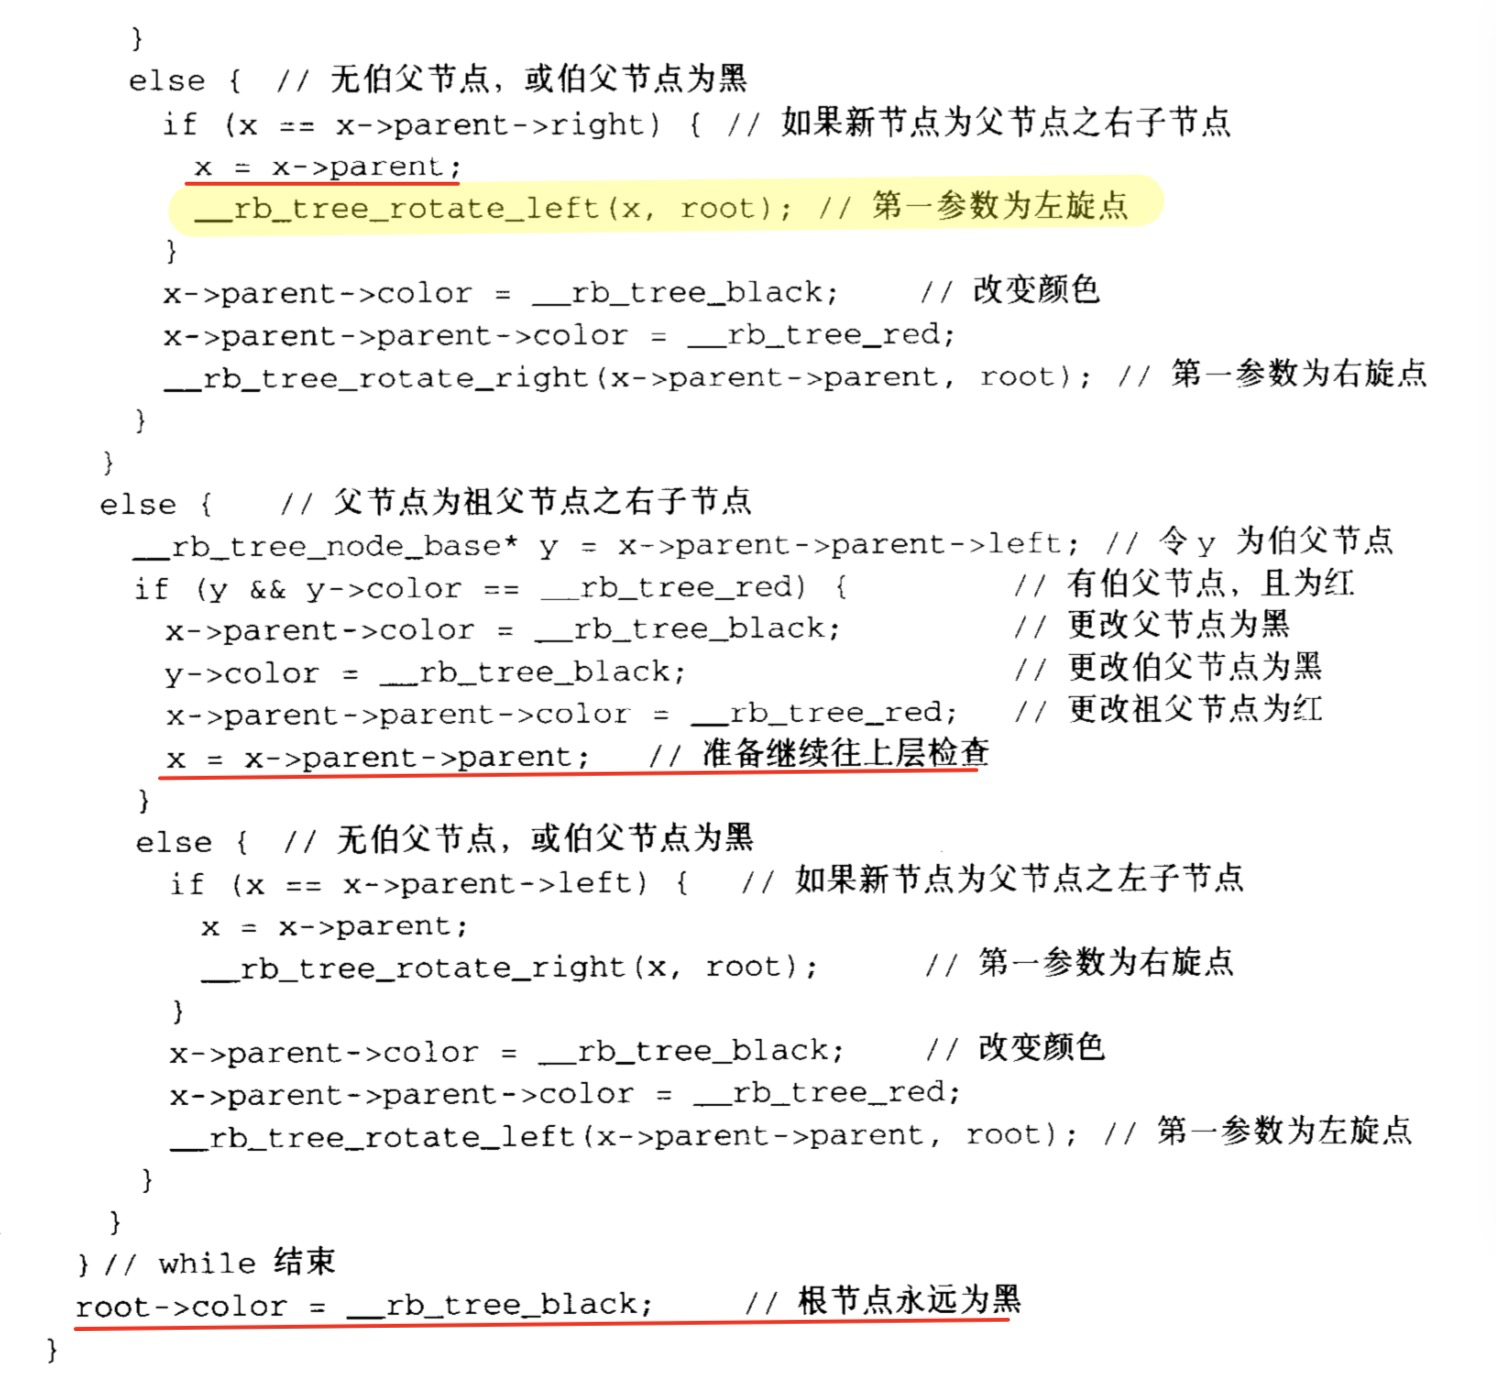 }
else {  // 无伯父节点，或伯父节点为黑
if (x == x->parent->right) { // 如果新节点为父节点之右子节点
x = x->parent;
__rb_tree_rotate_left(x, root); // 第一参数为左旋点
}
x->parent->color = __rb_tree_black;    // 改变颜色
x->parent->parent->color = __rb_tree_red;
__rb_tree_rotate_right(x->parent->parent, root); // 第一参数为右旋点
}
}
else {    // 父节点为祖父节点之右子节点
__rb_tree_node_base* y = x->parent->parent->left; // 令y 为伯父节点
if (y && y->color == __rb_tree_red) {    // 有伯父节点，且为红
x->parent->color = __rb_tree_black;    // 更改父节点为黑
y->color = __rb_tree_black;    // 更改伯父节点为黑
x->parent->parent->color = __rb_tree_red;   // 更改祖父节点为红
x = x->parent->parent;   // 准备继续往上层检查
}
else {  // 无伯父节点，或伯父节点为黑
if (x == x->parent->left) {   // 如果新节点为父节点之左子节点
x = x->parent;
__rb_tree_rotate_right(x, root);    // 第一参数为右旋点
}
x->parent->color = __rb_tree_black;    // 改变颜色
x->parent->parent->color = __rb_tree_red;
__rb_tree_rotate_left(x->parent->parent, root); // 第一参数为左旋点
}
}
} // while 结束
root->color = __rb_tree_black;    // 根节点永远为黑
}